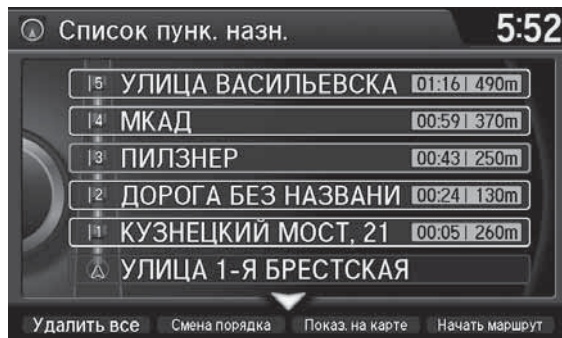 Список пунк. назн. 5:52
5 УЛИЦА ВАСИЛЬЕВСКА 01:16 | 490m
4 МКАД 00:59 | 370m
3 ПИЛЗНЕР 00:43 | 250m
2 ДОРОГА БЕЗ НАЗВАНИ 00:24 | 130m
1 КУЗНЕЦКИЙ МОСТ, 21 00:05 | 260m
УЛИЦА 1-Я БРЕСТСКАЯ
Удалить все Смена порядка Показ. на карте Начать маршрут